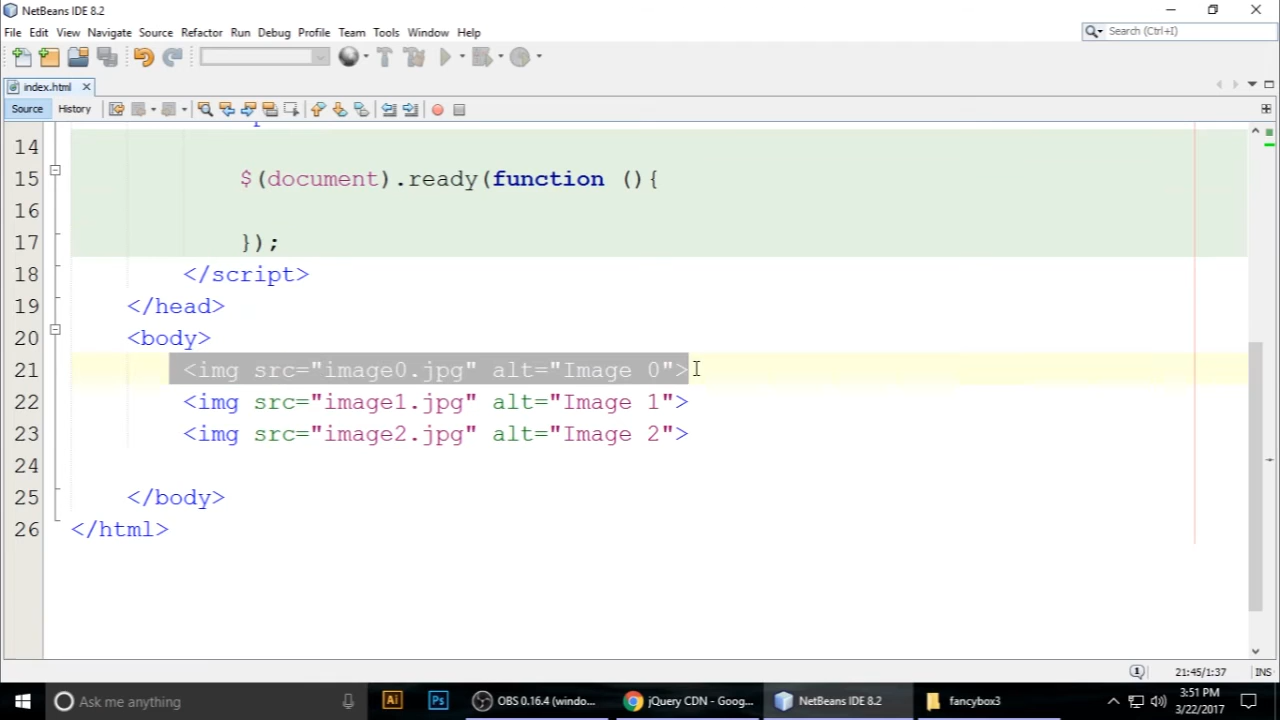 NetBeans IDE 8.2
File Edit View Navigate Source Refactor Run Debug Profile Team Tools Window Help
Search (Ctrl+I)
index.html
Source History
14
15 $(document).ready(function (){
16
17 });
18 </script>
19 </head>
20 <body>
21 <img src="image0.jpg" alt="Image 0">
22 <img src="image1.jpg" alt="Image 1">
23 <img src="image2.jpg" alt="Image 2">
24
25 </body>
26 </html>
21:45/1:37 INS
Ask me anything
Ai Ps OBS 0.16.4 (windo... jQuery CDN - Goog... NetBeans IDE 8.2 fancybox3
3:51 PM
3/22/2017